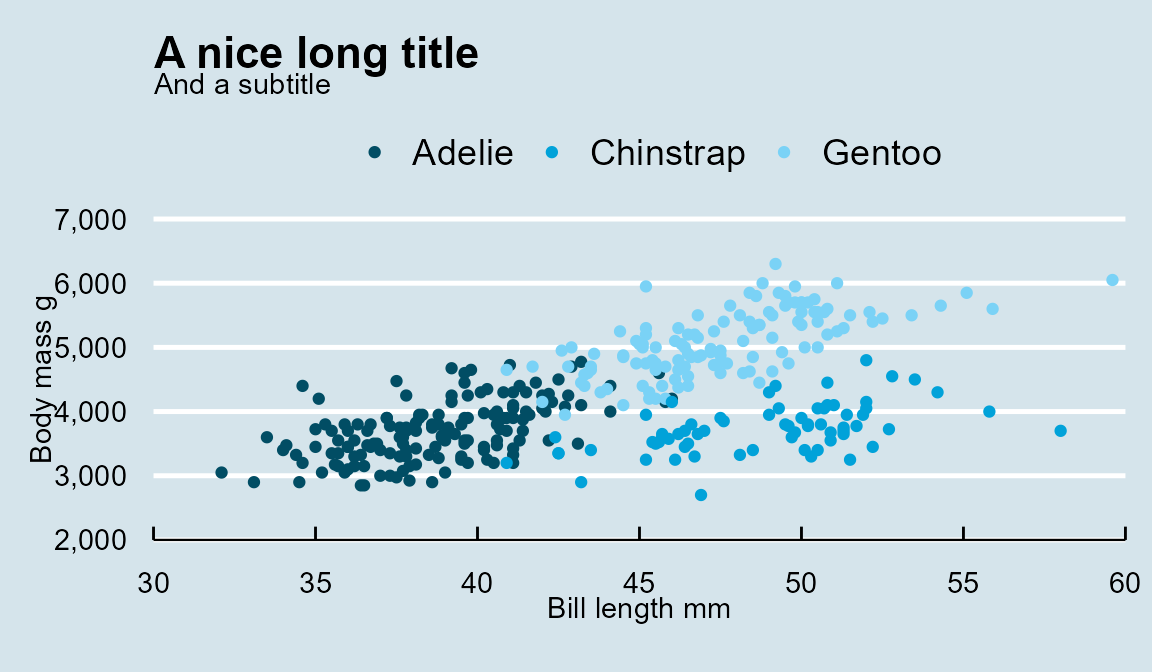 A nice long title
And a subtitle
Adelie Chinstrap Gentoo
7,000
6,000
5,000
4,000
3,000
2,000
Body mass g
30 35 40 45 50 55 60
Bill length mm